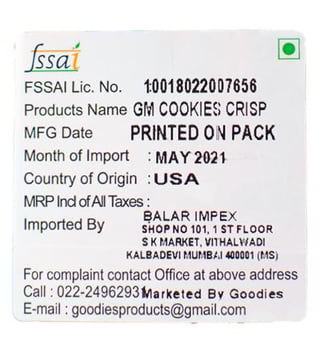 fssai
FSSAI Lic. No. 10018022007656
Products Name GM COOKIES CRISP
MFG Date PRINTED ON PACK
Month of Import : MAY 2021
Country of Origin : USA
MRP Incl of All Taxes :
Imported By BALAR IMPEX
SHOP NO 101, 1 ST FLOOR
S K MARKET, VITHALWADI
KALBADEVI MUMBAI 400001 (MS)
For complaint contact Office at above address
Call : 022-24962931 Marketed By Goodies
E-mail : goodiesproducts@gmail.com